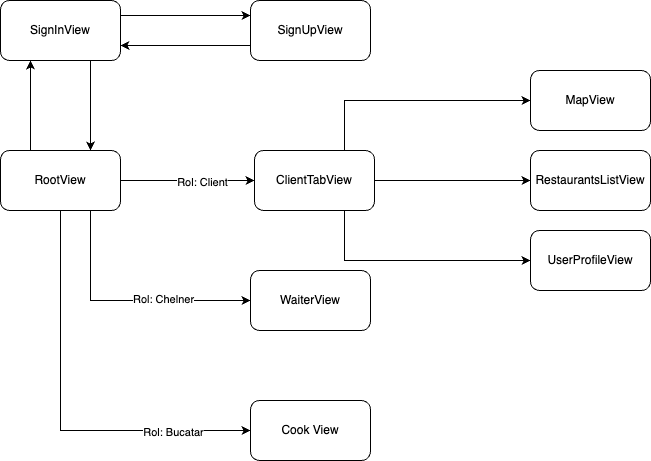 SignInView
SignUpView
MapView
RootView
Rol: Client
ClientTabView
RestaurantsListView
UserProfileView
Rol: Chelner
WaiterView
Rol: Bucatar
Cook View